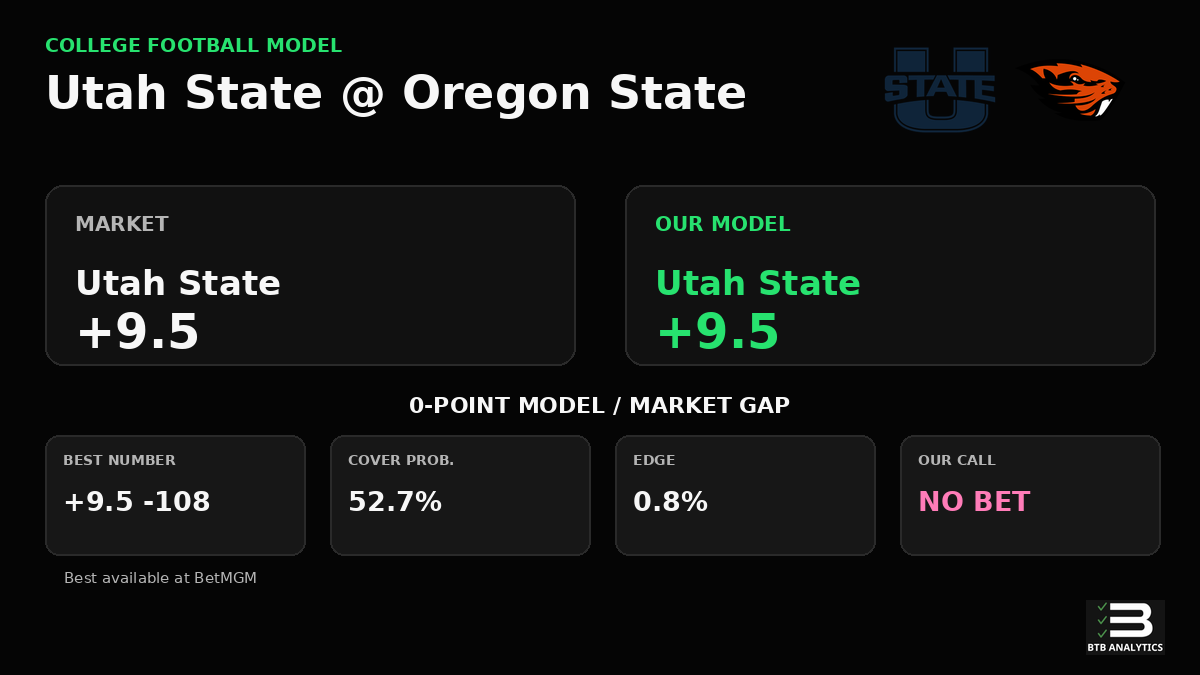 COLLEGE FOOTBALL MODEL
Utah State @ Oregon State
U STATE
MARKET
Utah State
+9.5
OUR MODEL
Utah State
+9.5
0-POINT MODEL / MARKET GAP
BEST NUMBER
+9.5 -108
COVER PROB.
52.7%
EDGE
0.8%
OUR CALL
NO BET
Best available at BetMGM
B
BTB ANALYTICS